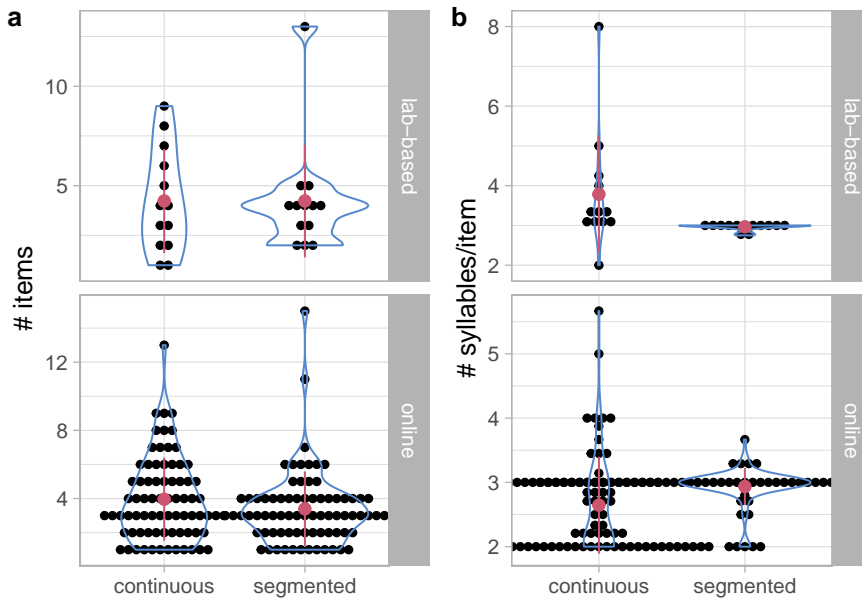 a
b
# items
10
5
lab−based
12
8
4
online
continuous
segmented
# syllables/item
8
6
4
2
lab−based
5
4
3
2
online
continuous
segmented